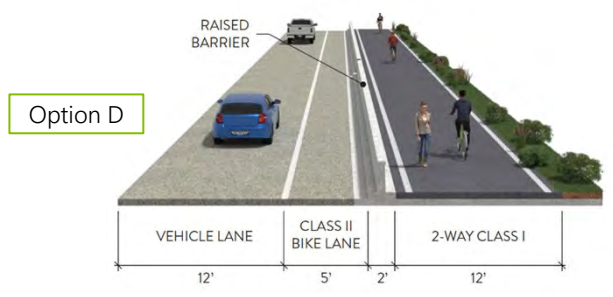 RAISED
BARRIER
Option D
VEHICLE LANE
CLASS II
BIKE LANE
2-WAY CLASS I
12'
5'
2'
12'